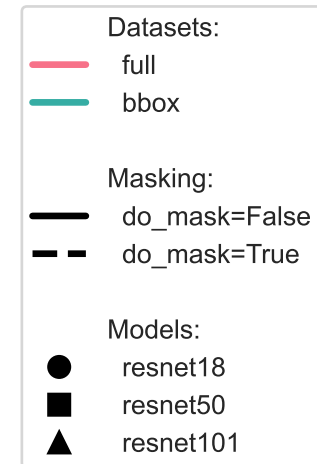 Datasets:
full
bbox
Masking:
do_mask=False
do_mask=True
Models:
resnet18
resnet50
resnet101